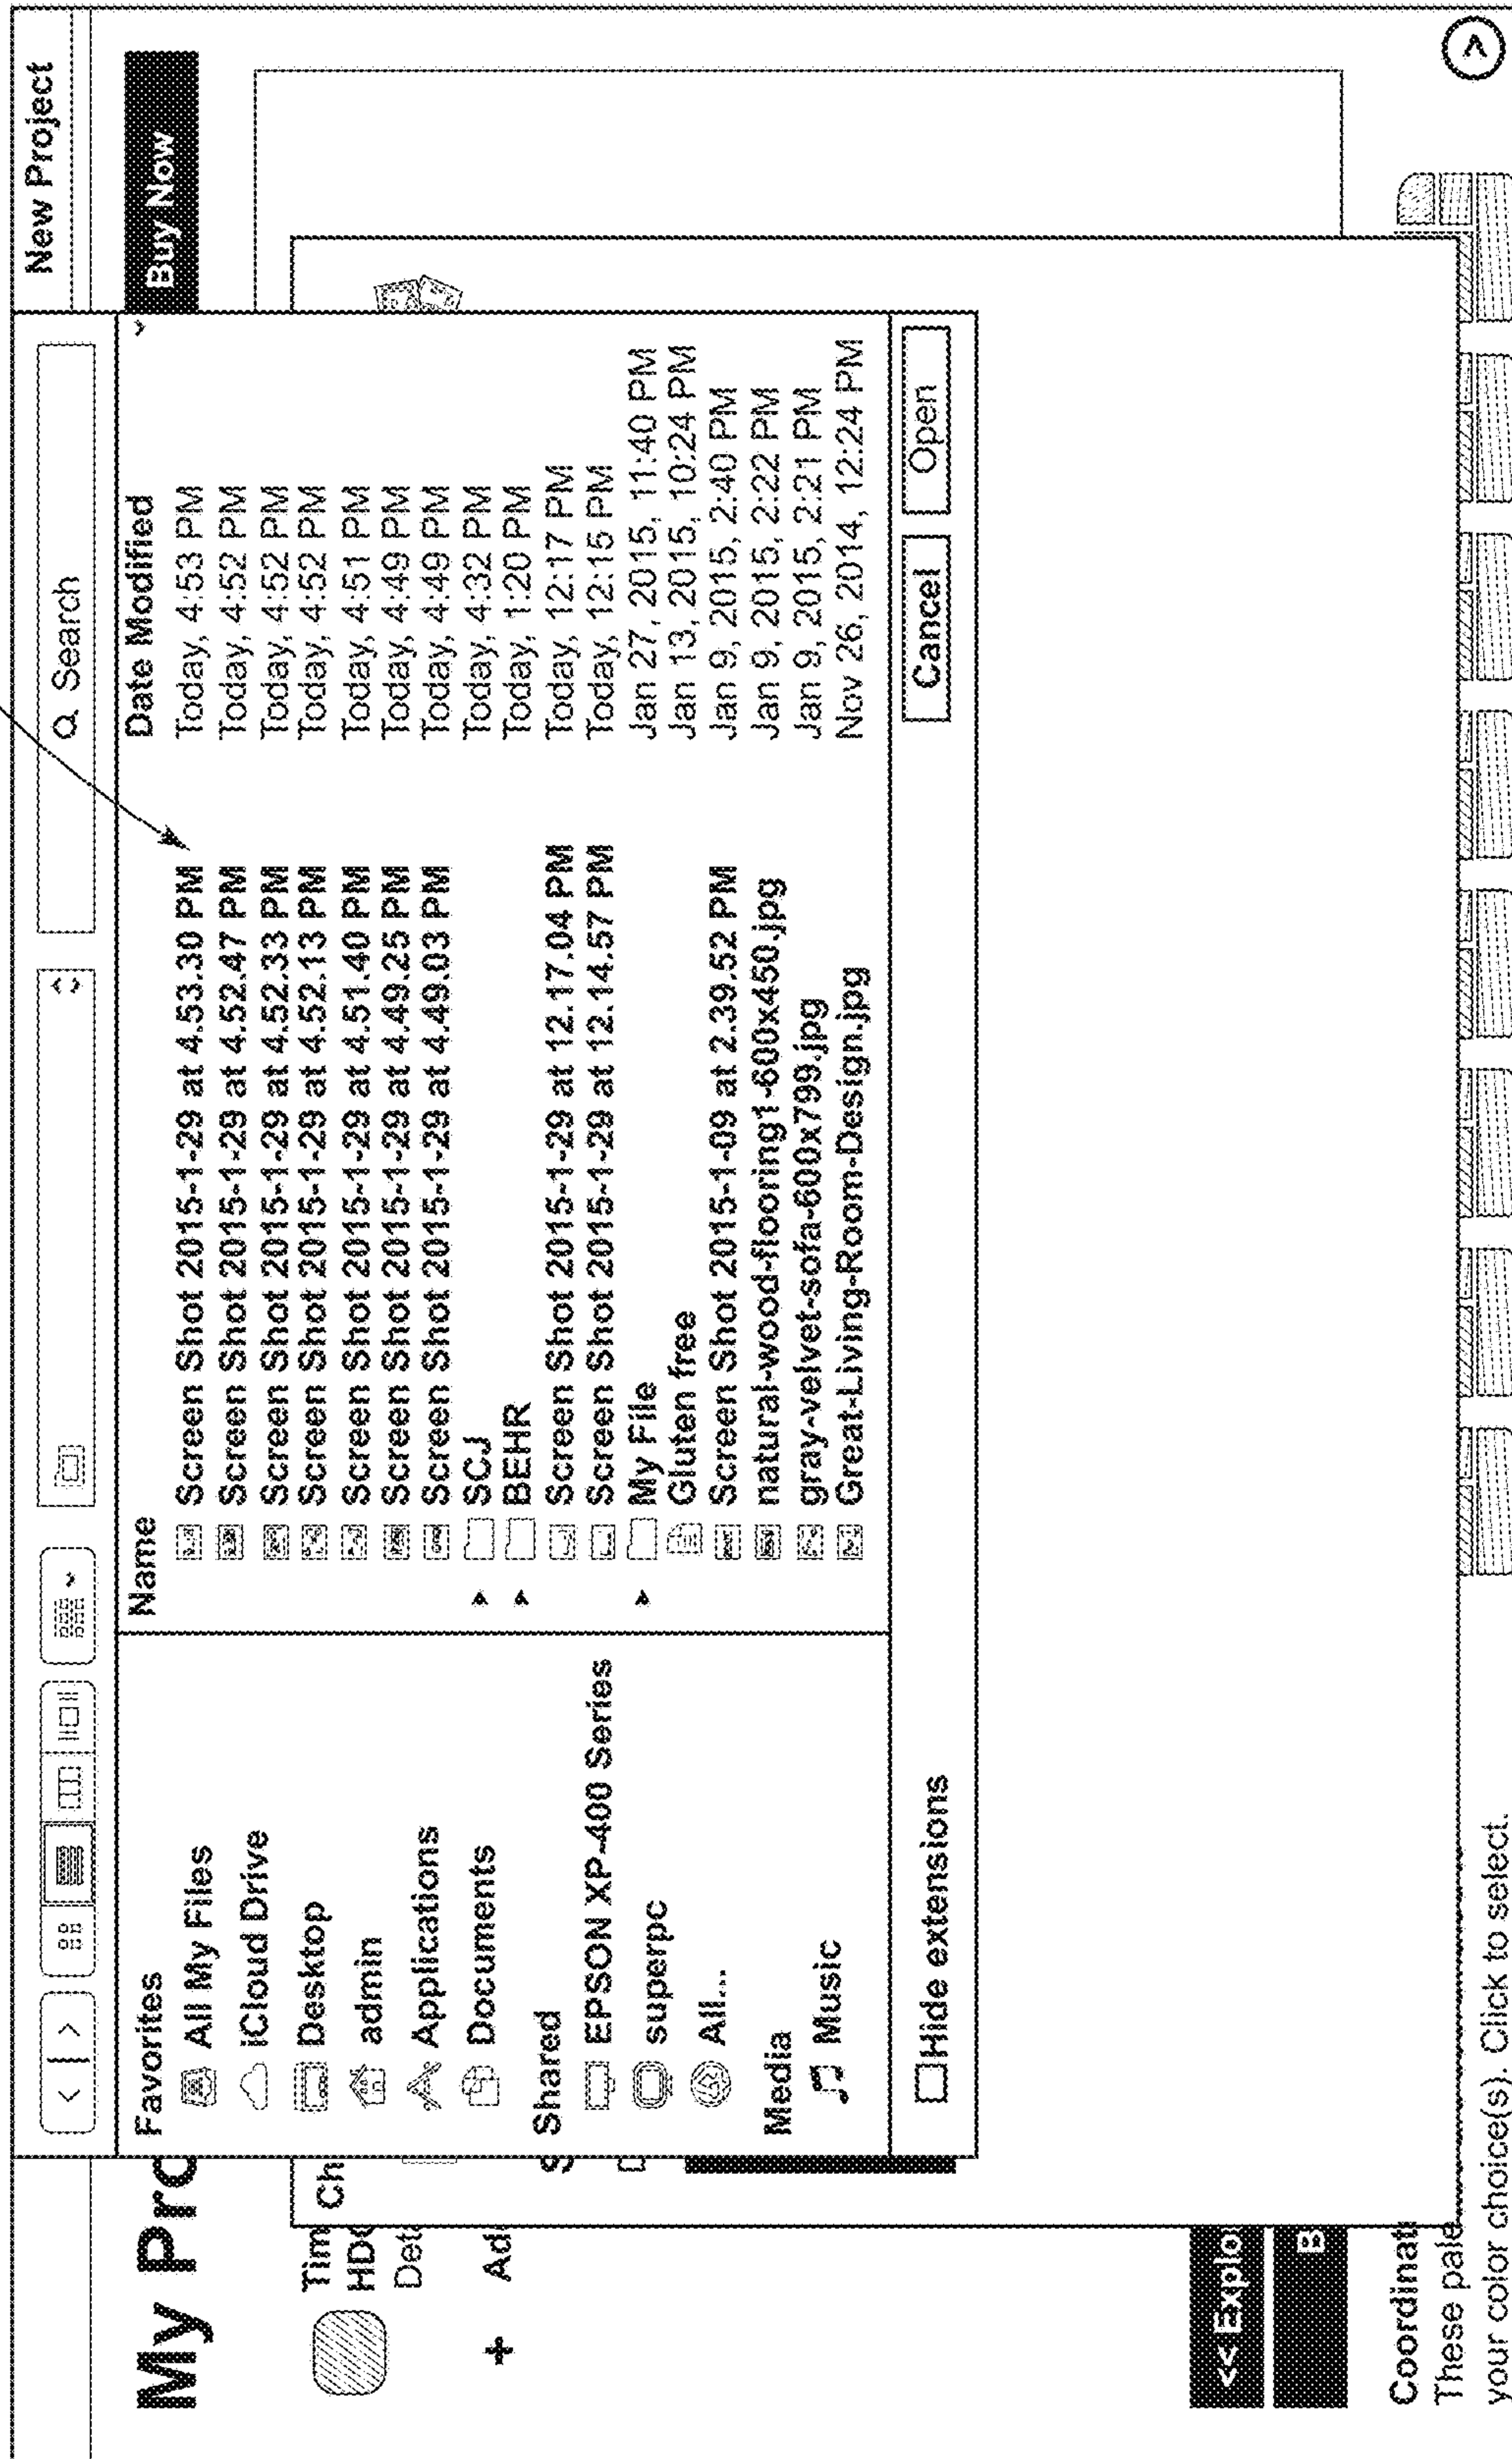 New Project
My Pro
Buy Now
Search
Favorites
All My Files
iCloud Drive
Desktop
admin
Applications
Documents
Shared
EPSON XP-400 Series
superpc
All...
Media
Music
Name Date Modified
Screen Shot 2015-1-29 at 4.53.30 PM Today, 4:53 PM
Screen Shot 2015-1-29 at 4.52.47 PM Today, 4:52 PM
Screen Shot 2015-1-29 at 4.52.33 PM Today, 4:52 PM
Screen Shot 2015-1-29 at 4.52.13 PM Today, 4:52 PM
Screen Shot 2015-1-29 at 4.51.40 PM Today, 4:51 PM
Screen Shot 2015-1-29 at 4.49.25 PM Today, 4:49 PM
Screen Shot 2015-1-29 at 4.49.03 PM Today, 4:49 PM
SCJ Today, 4:32 PM
BEHR Today, 1:20 PM
Screen Shot 2015-1-29 at 12.17.04 PM Today, 12:17 PM
Screen Shot 2015-1-29 at 12.14.57 PM Today, 12:15 PM
My File Jan 27, 2015, 11:40 PM
Gluten free Jan 13, 2015, 10:24 PM
Screen Shot 2015-1-09 at 2.39.52 PM Jan 9, 2015, 2:40 PM
natural-wood-flooring1-600x450.jpg Jan 9, 2015, 2:22 PM
gray-velvet-sofa-600x799.jpg Jan 9, 2015, 2:21 PM
Great-Living-Room-Design.jpg Nov 26, 2014, 12:24 PM
Hide extensions Cancel Open
Tim Ch
HD
Det
+ Ad
<< Explo
B
Coordinat
These pale
your color choice(s). Click to select.